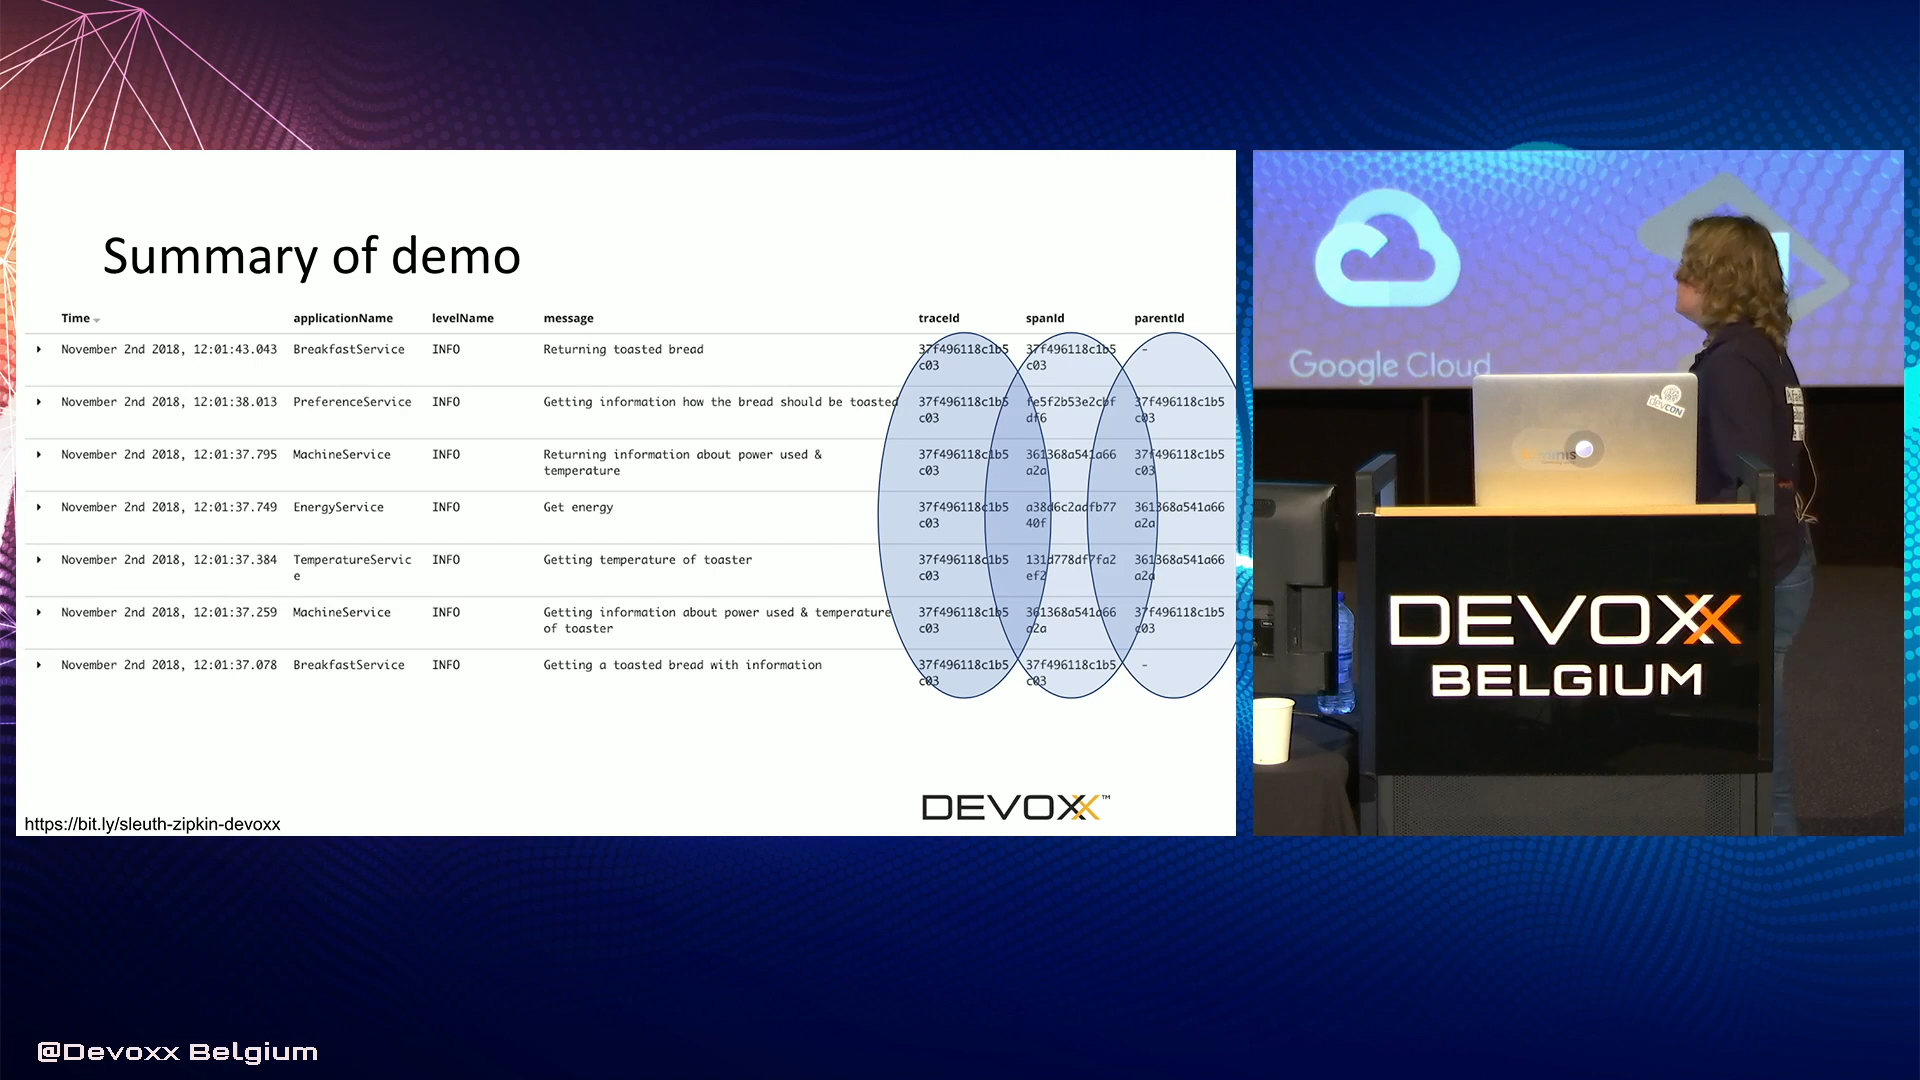 Summary of demo
Time applicationName levelName message traceId spanId parentId
November 2nd 2018, 12:01:43.043 BreakfastService INFO Returning toasted bread 37f496118c1b5 37f496118c1b5 -
c03 c03
November 2nd 2018, 12:01:38.013 PreferenceService INFO Getting information how the bread should be toasted 37f496118c1b5 fe5f2b53e2cbf 37f496118c1b5
c03 df6 c03
November 2nd 2018, 12:01:37.795 MachineService INFO Returning information about power used & 37f496118c1b5 361368a541a66 37f496118c1b5
temperature c03 a2a c03
November 2nd 2018, 12:01:37.749 EnergyService INFO Get energy 37f496118c1b5 a38d6c2adfb77 361368a541a66
c03 40f a2a
November 2nd 2018, 12:01:37.384 TemperatureServic INFO Getting temperature of toaster 37f496118c1b5 131d778df7fa2 361368a541a66
e c03 ef2 a2a
November 2nd 2018, 12:01:37.259 MachineService INFO Getting information about power used & temperature 37f496118c1b5 361368a541a66 37f496118c1b5
of toaster c03 a2a c03
November 2nd 2018, 12:01:37.078 BreakfastService INFO Getting a toasted bread with information 37f496118c1b5 37f496118c1b5 -
c03 c03
DEVOXX™
https://bit.ly/sleuth-zipkin-devoxx
Google Cloud
devcon
DEVOXX
BELGIUM
@Devoxx Belgium